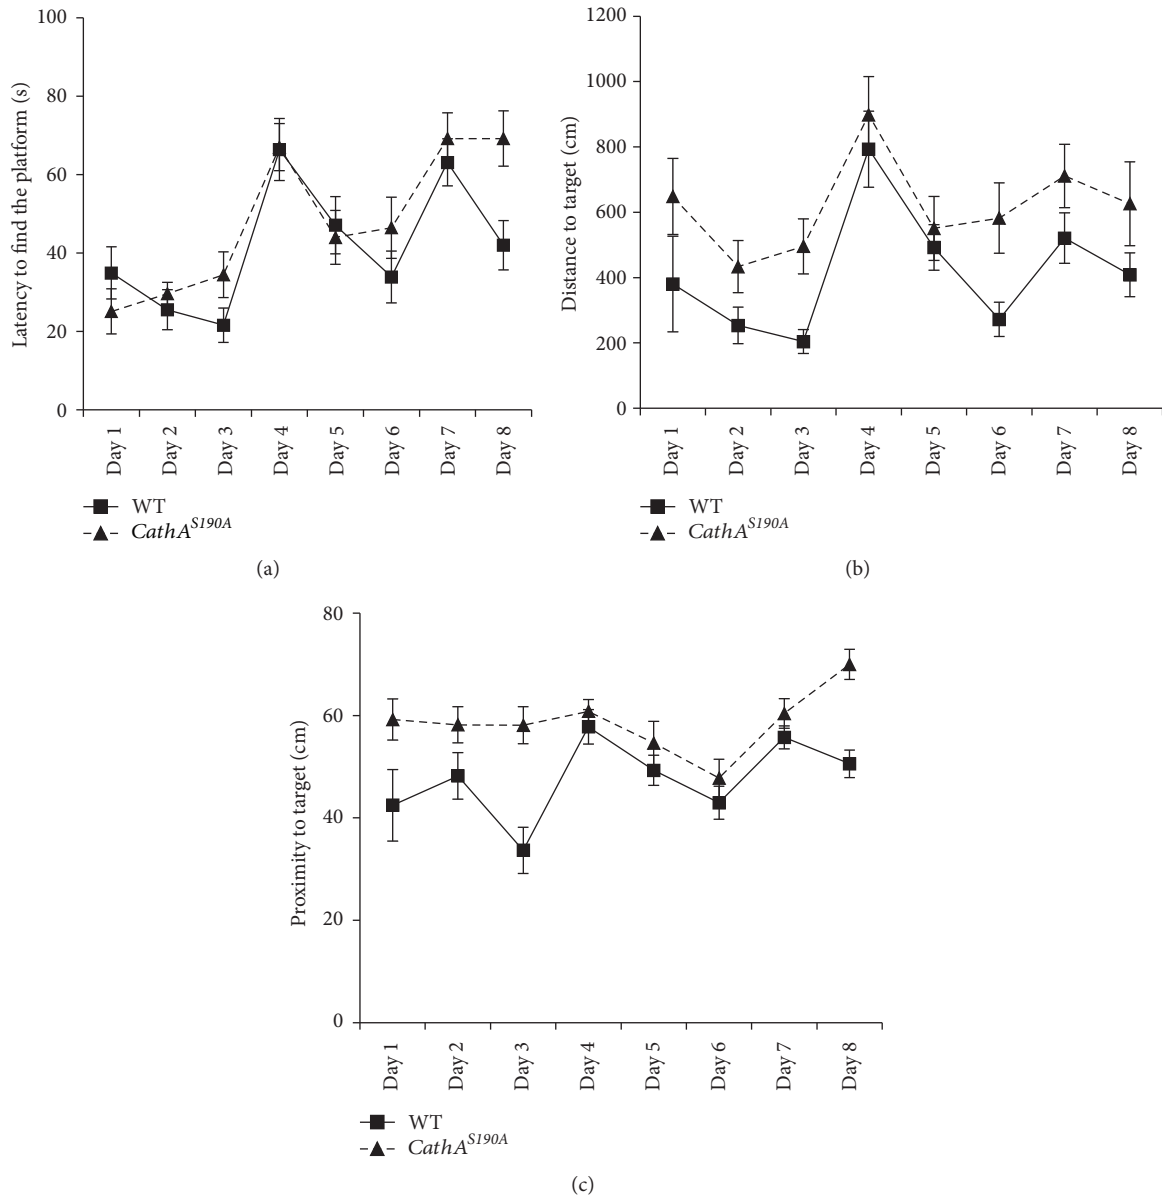 100
80
60
40
20
0
Latency to find the platform (s)
Day 1
Day 2
Day 3
Day 4
Day 5
Day 6
Day 7
Day 8
WT
CathA^S190A
(a)
1200
1000
800
600
400
200
0
Distance to target (cm)
Day 1
Day 2
Day 3
Day 4
Day 5
Day 6
Day 7
Day 8
WT
CathA^S190A
(b)
80
60
40
20
0
Proximity to target (cm)
Day 1
Day 2
Day 3
Day 4
Day 5
Day 6
Day 7
Day 8
WT
CathA^S190A
(c)